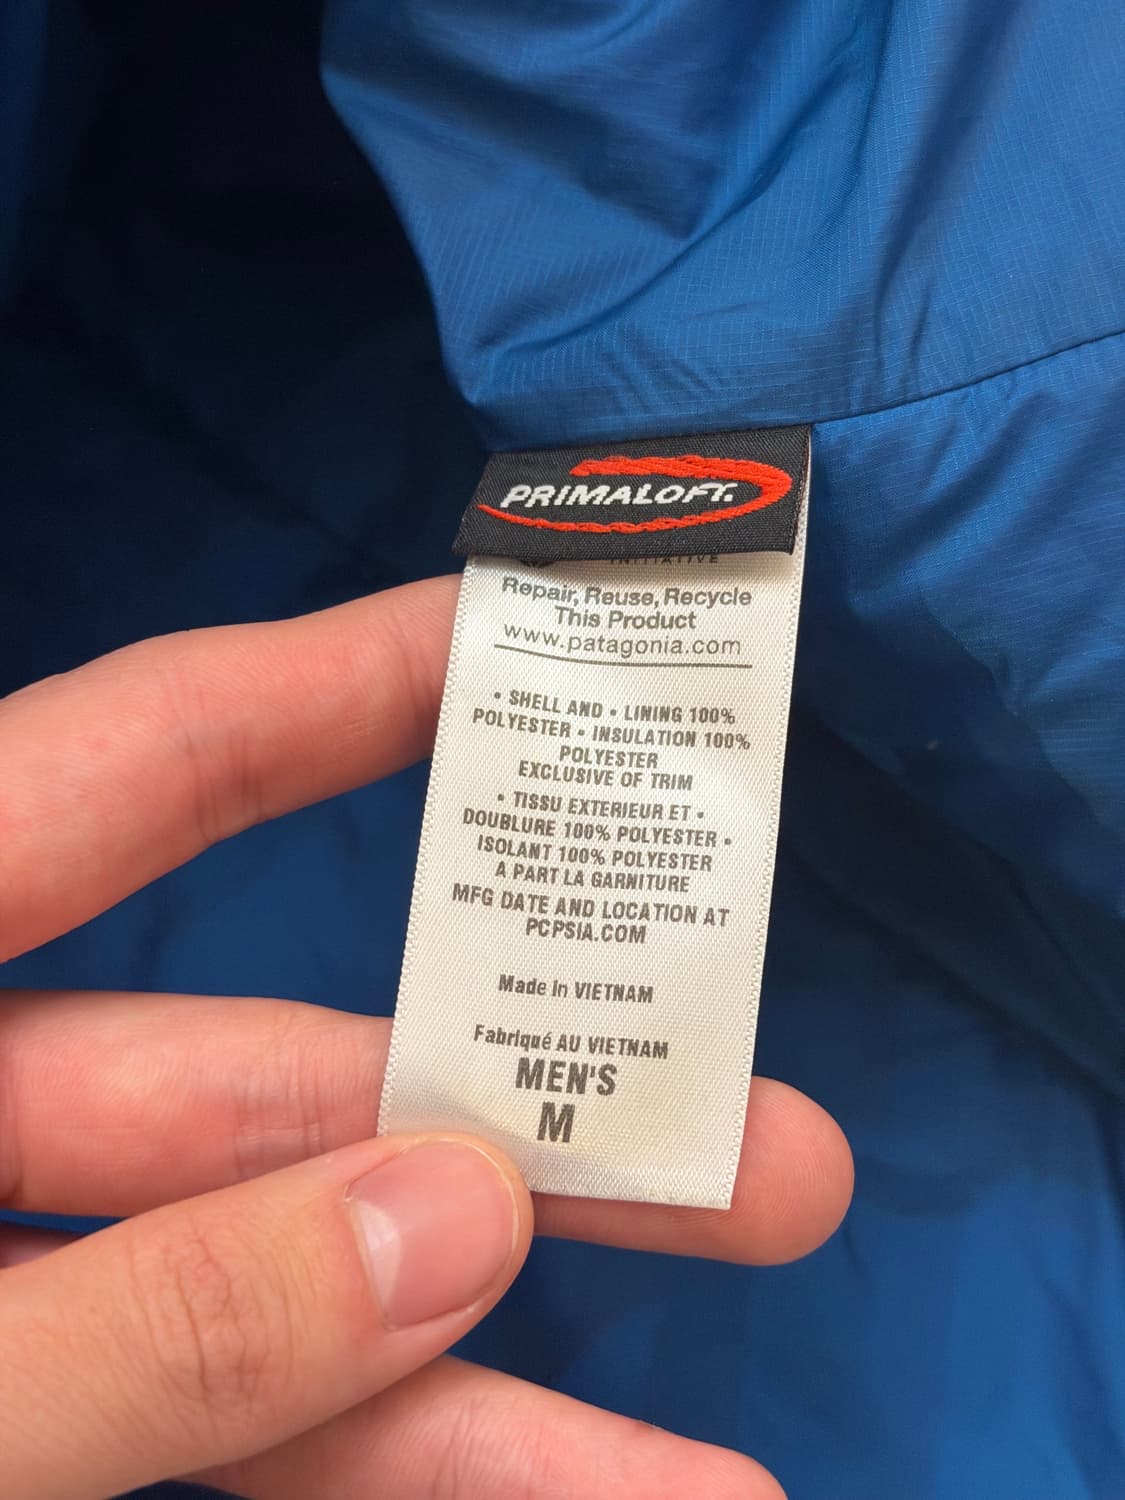 PRIMALOFT.
INITIATIVE
Repair, Reuse, Recycle
This Product
www.patagonia.com
• SHELL AND • LINING 100%
POLYESTER • INSULATION 100%
POLYESTER
EXCLUSIVE OF TRIM
• TISSU EXTERIEUR ET •
DOUBLURE 100% POLYESTER •
ISOLANT 100% POLYESTER
A PART LA GARNITURE
MFG DATE AND LOCATION AT
PCPSIA.COM
Made In VIETNAM
Fabriqué AU VIETNAM
MEN'S
M